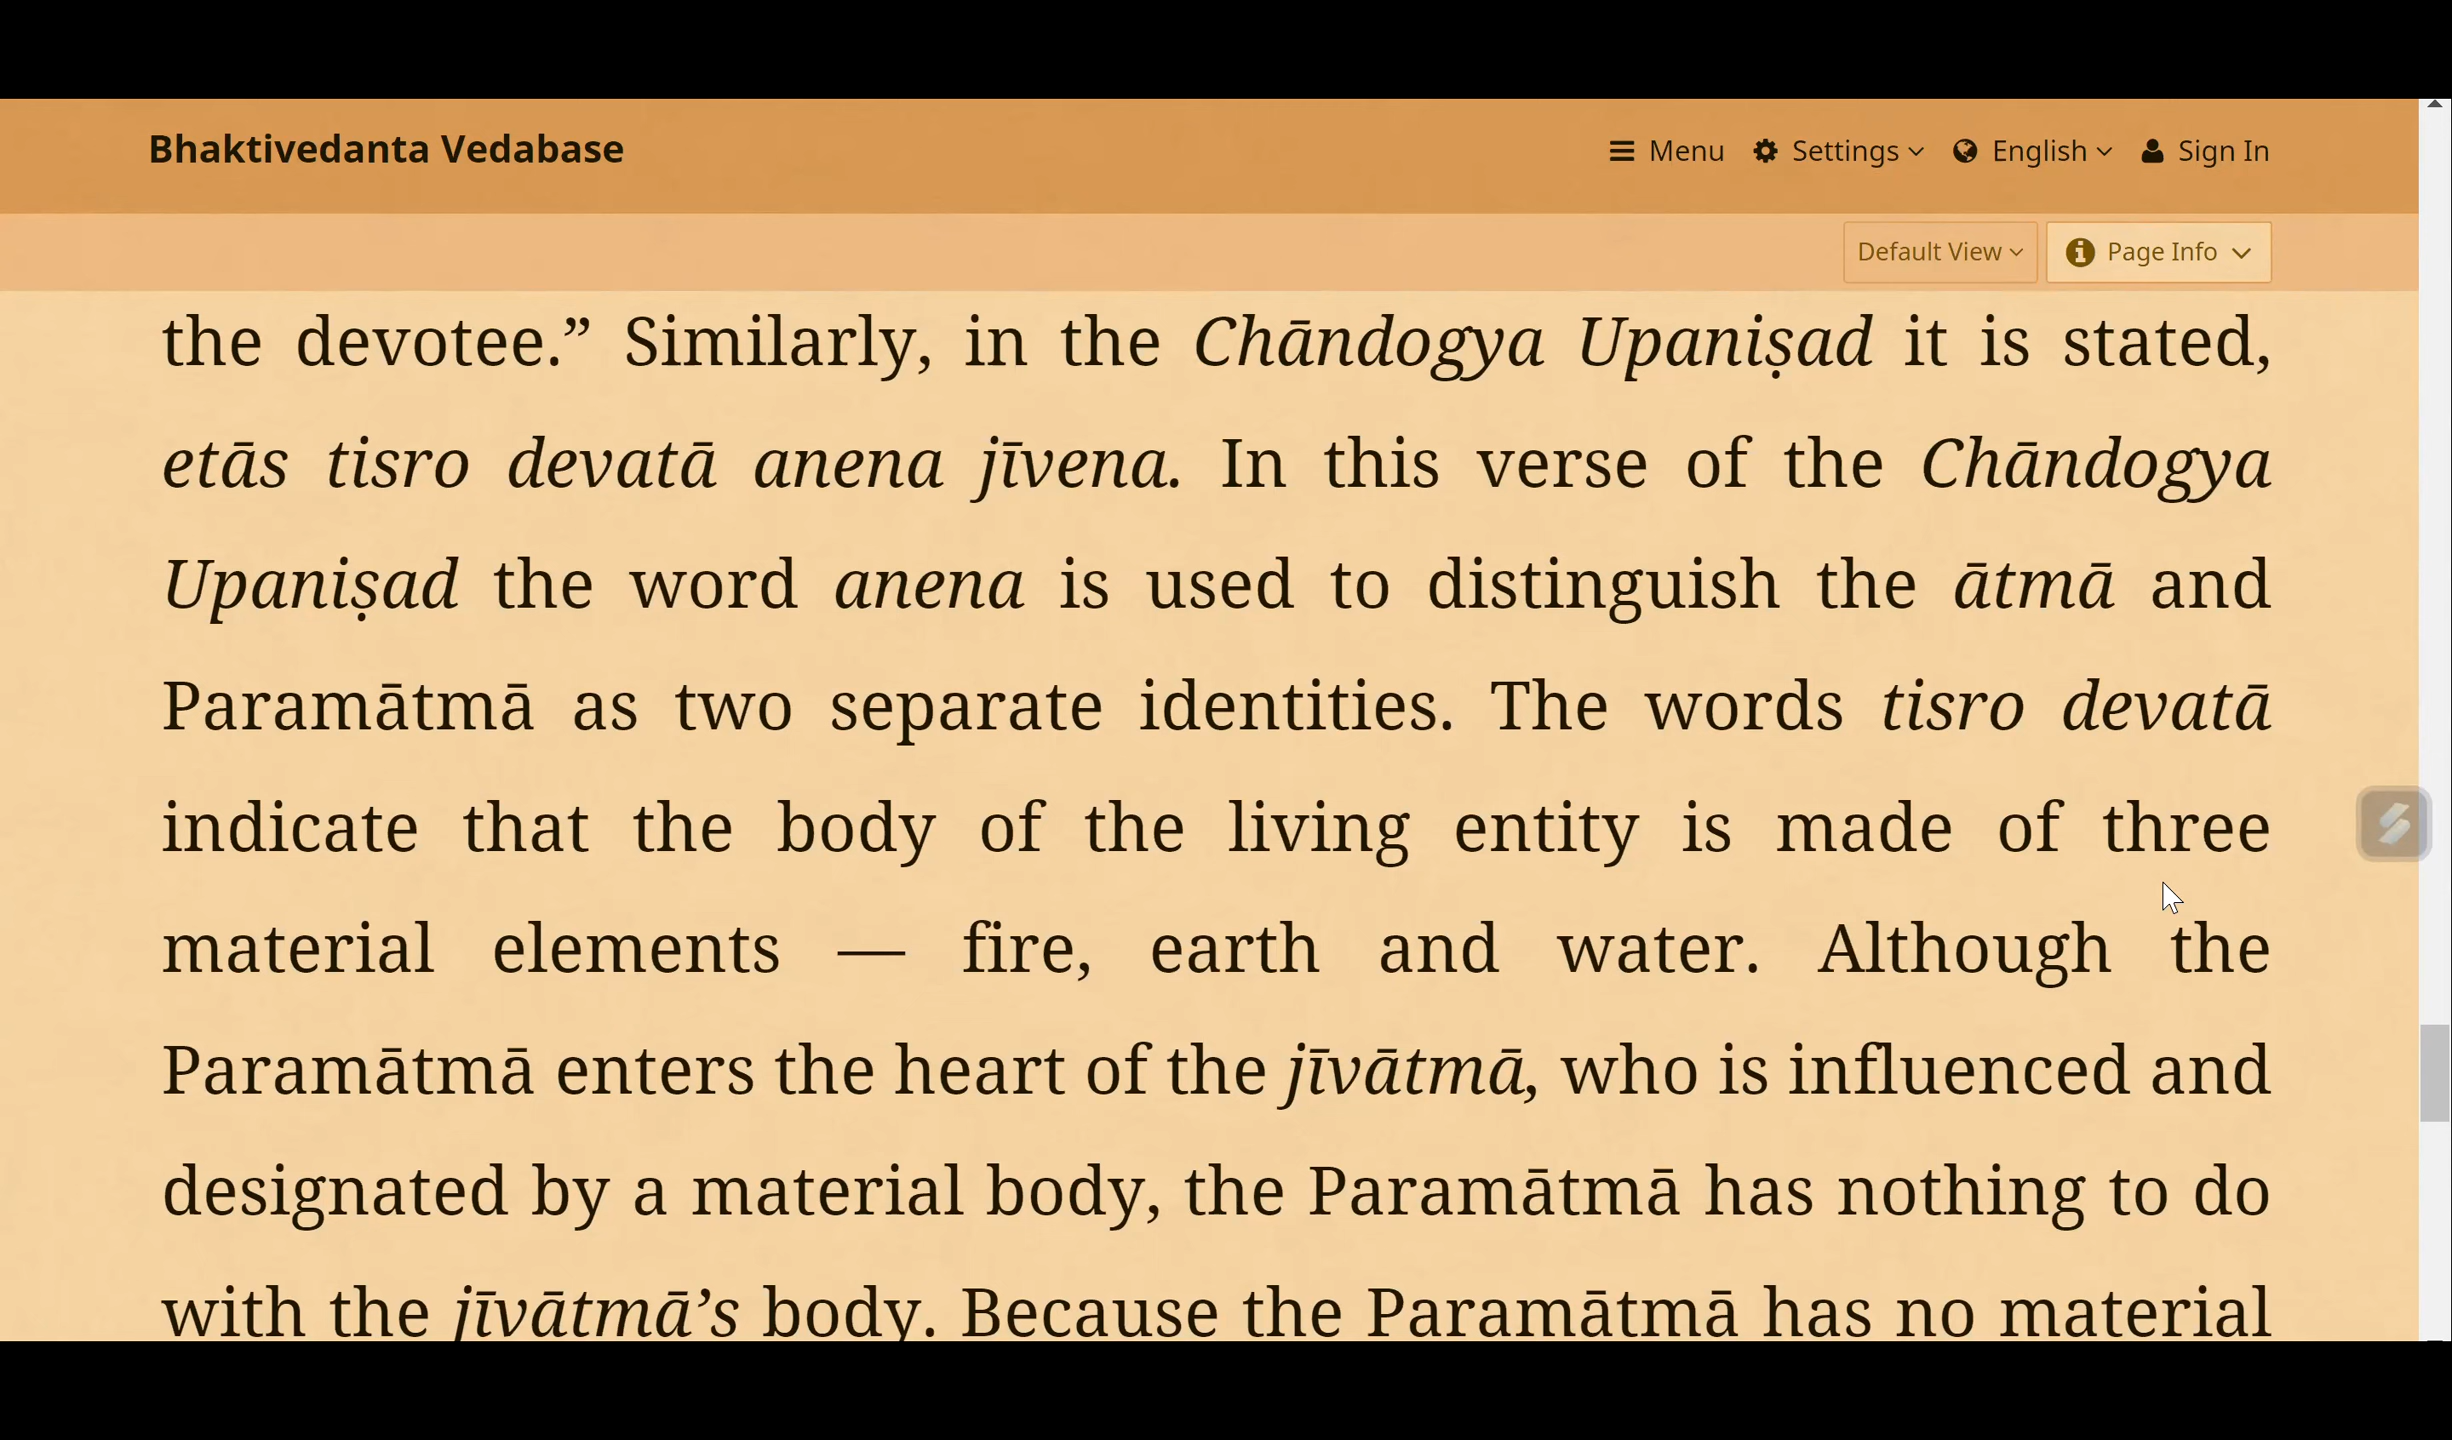 Bhaktivedanta Vedabase
Menu Settings English Sign In
Default View Page Info
the devotee.” Similarly, in the Chāndogya Upaniṣad it is stated,
etās tisro devatā anena jīvena. In this verse of the Chāndogya
Upaniṣad the word anena is used to distinguish the ātmā and
Paramātmā as two separate identities. The words tisro devatā
indicate that the body of the living entity is made of three
material elements — fire, earth and water. Although the
Paramātmā enters the heart of the jīvātmā, who is influenced and
designated by a material body, the Paramātmā has nothing to do
with the jīvātmā’s body. Because the Paramātmā has no material